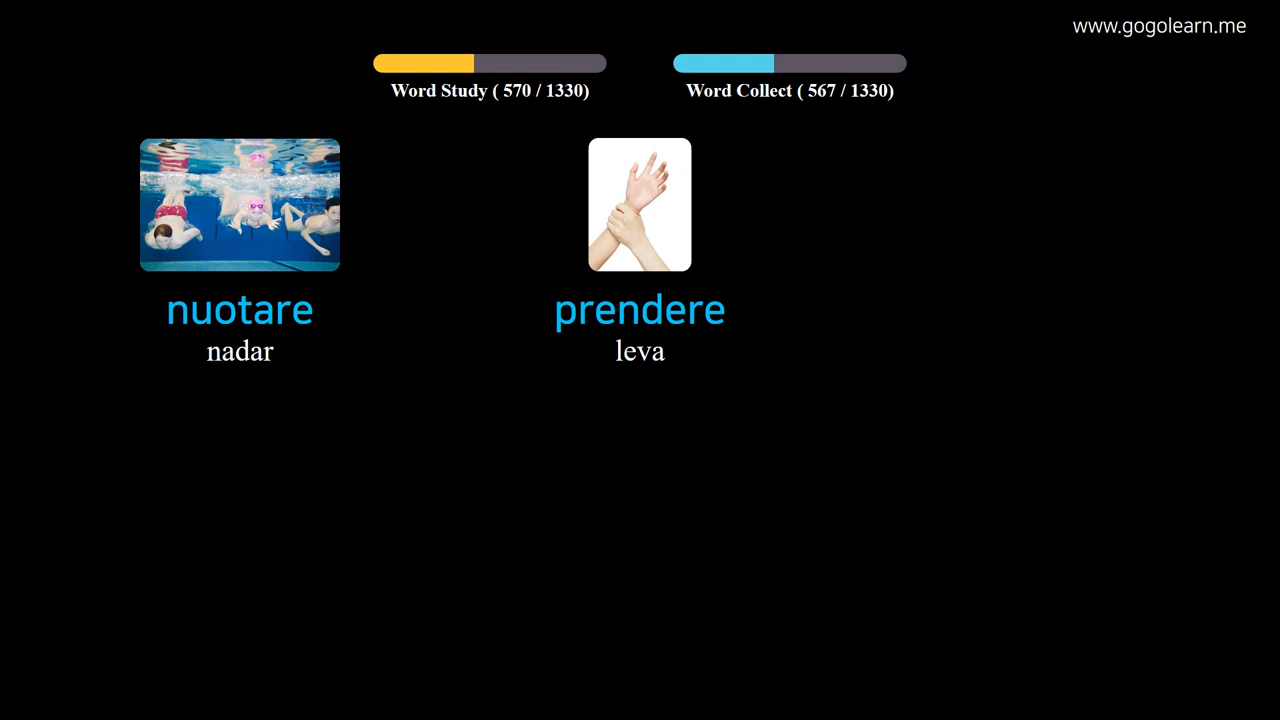 www.gogolearn.me
Word Study ( 570 / 1330)
Word Collect ( 567 / 1330)
nuotare
prendere
nadar
leva